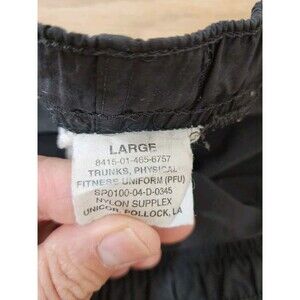 LARGE
8415-01-465-6757
TRUNKS, PHYSICAL
FITNESS UNIFORM (PFU)
SP0100-04-D-0345
NYLON SUPPLEX
UNICOR, POLLOCK, LA